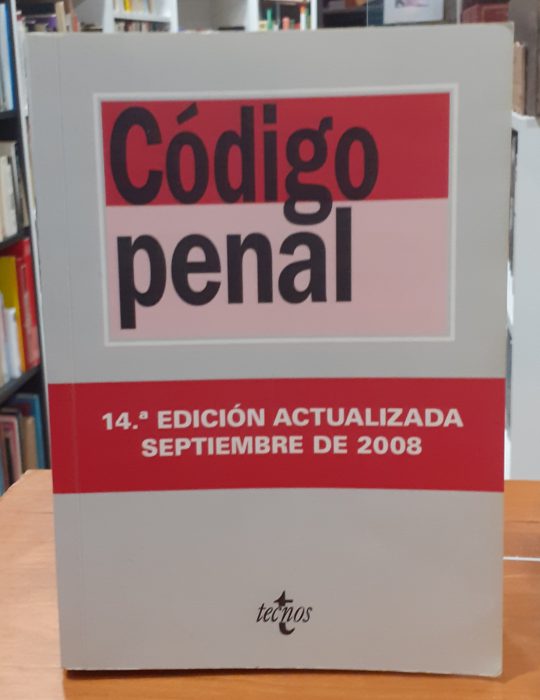 Código
penal
14.ª EDICIÓN ACTUALIZADA
SEPTIEMBRE DE 2008
tecnos